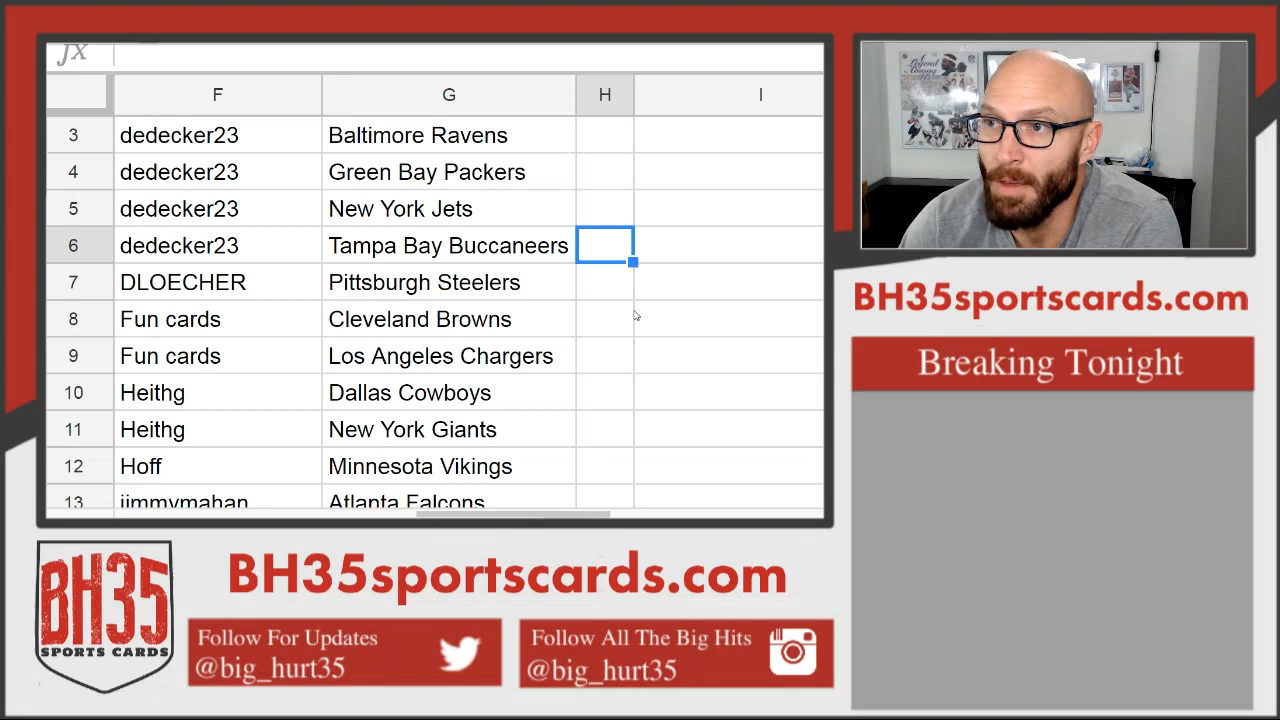 fx
F G H I
3 dedecker23 Baltimore Ravens
4 dedecker23 Green Bay Packers
5 dedecker23 New York Jets
6 dedecker23 Tampa Bay Buccaneers
7 DLOECHER Pittsburgh Steelers
8 Fun cards Cleveland Browns
9 Fun cards Los Angeles Chargers
10 Heithg Dallas Cowboys
11 Heithg New York Giants
12 Hoff Minnesota Vikings
13 jimmymahan Atlanta Falcons
Legend Among
BH35sportscards.com
Breaking Tonight
BH35
SPORTS CARDS
BH35sportscards.com
Follow For Updates
@big_hurt35
Follow All The Big Hits
@big_hurt35